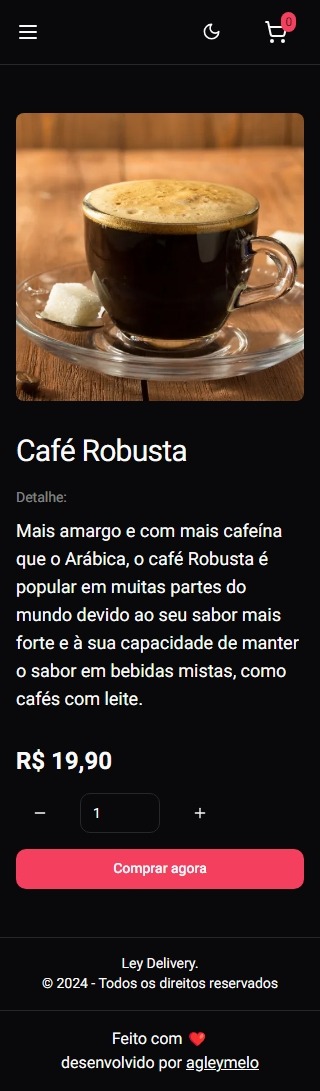 0
Café Robusta
Detalhe:
Mais amargo e com mais cafeína
que o Arábica, o café Robusta é
popular em muitas partes do
mundo devido ao seu sabor mais
forte e à sua capacidade de manter
o sabor em bebidas mistas, como
cafés com leite.
R$ 19,90
1
Comprar agora
Ley Delivery.
© 2024 - Todos os direitos reservados
Feito com ❤️
desenvolvido por agleymelo